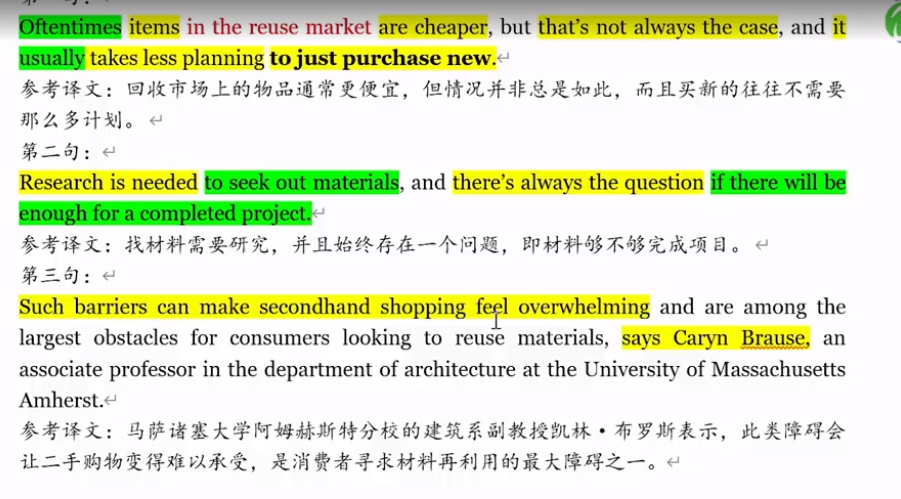 Oftentimes items in the reuse market are cheaper, but that's not always the case, and it
usually takes less planning to just purchase new.
参考译文：回收市场上的物品通常更便宜，但情况并非总是如此，而且买新的往往不需要
那么多计划。
第二句：
Research is needed to seek out materials, and there's always the question if there will be
enough for a completed project.
参考译文：找材料需要研究，并且始终存在一个问题，即材料够不够完成项目。
第三句：
Such barriers can make secondhand shopping feel overwhelming and are among the
largest obstacles for consumers looking to reuse materials, says Caryn Brause, an
associate professor in the department of architecture at the University of Massachusetts
Amherst.
参考译文：马萨诸塞大学阿姆赫斯特分校的建筑系副教授凯林·布罗斯表示，此类障碍会
让二手购物变得难以承受，是消费者寻求材料再利用的最大障碍之一。